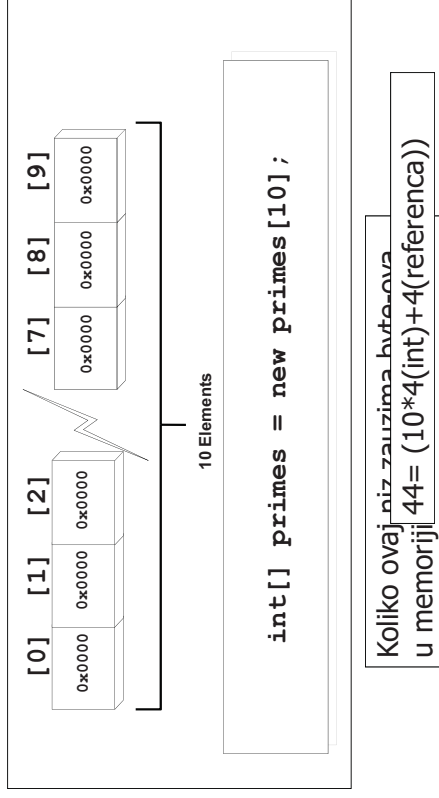 [0] [1] [2] [7] [8] [9]
0x0000 0x0000 0x0000 0x0000 0x0000 0x0000
10 Elements
int[] primes = new primes[10];
Koliko ovaj niz zauzima byte-ova
u memoriji
44= (10*4(int)+4(referenca))